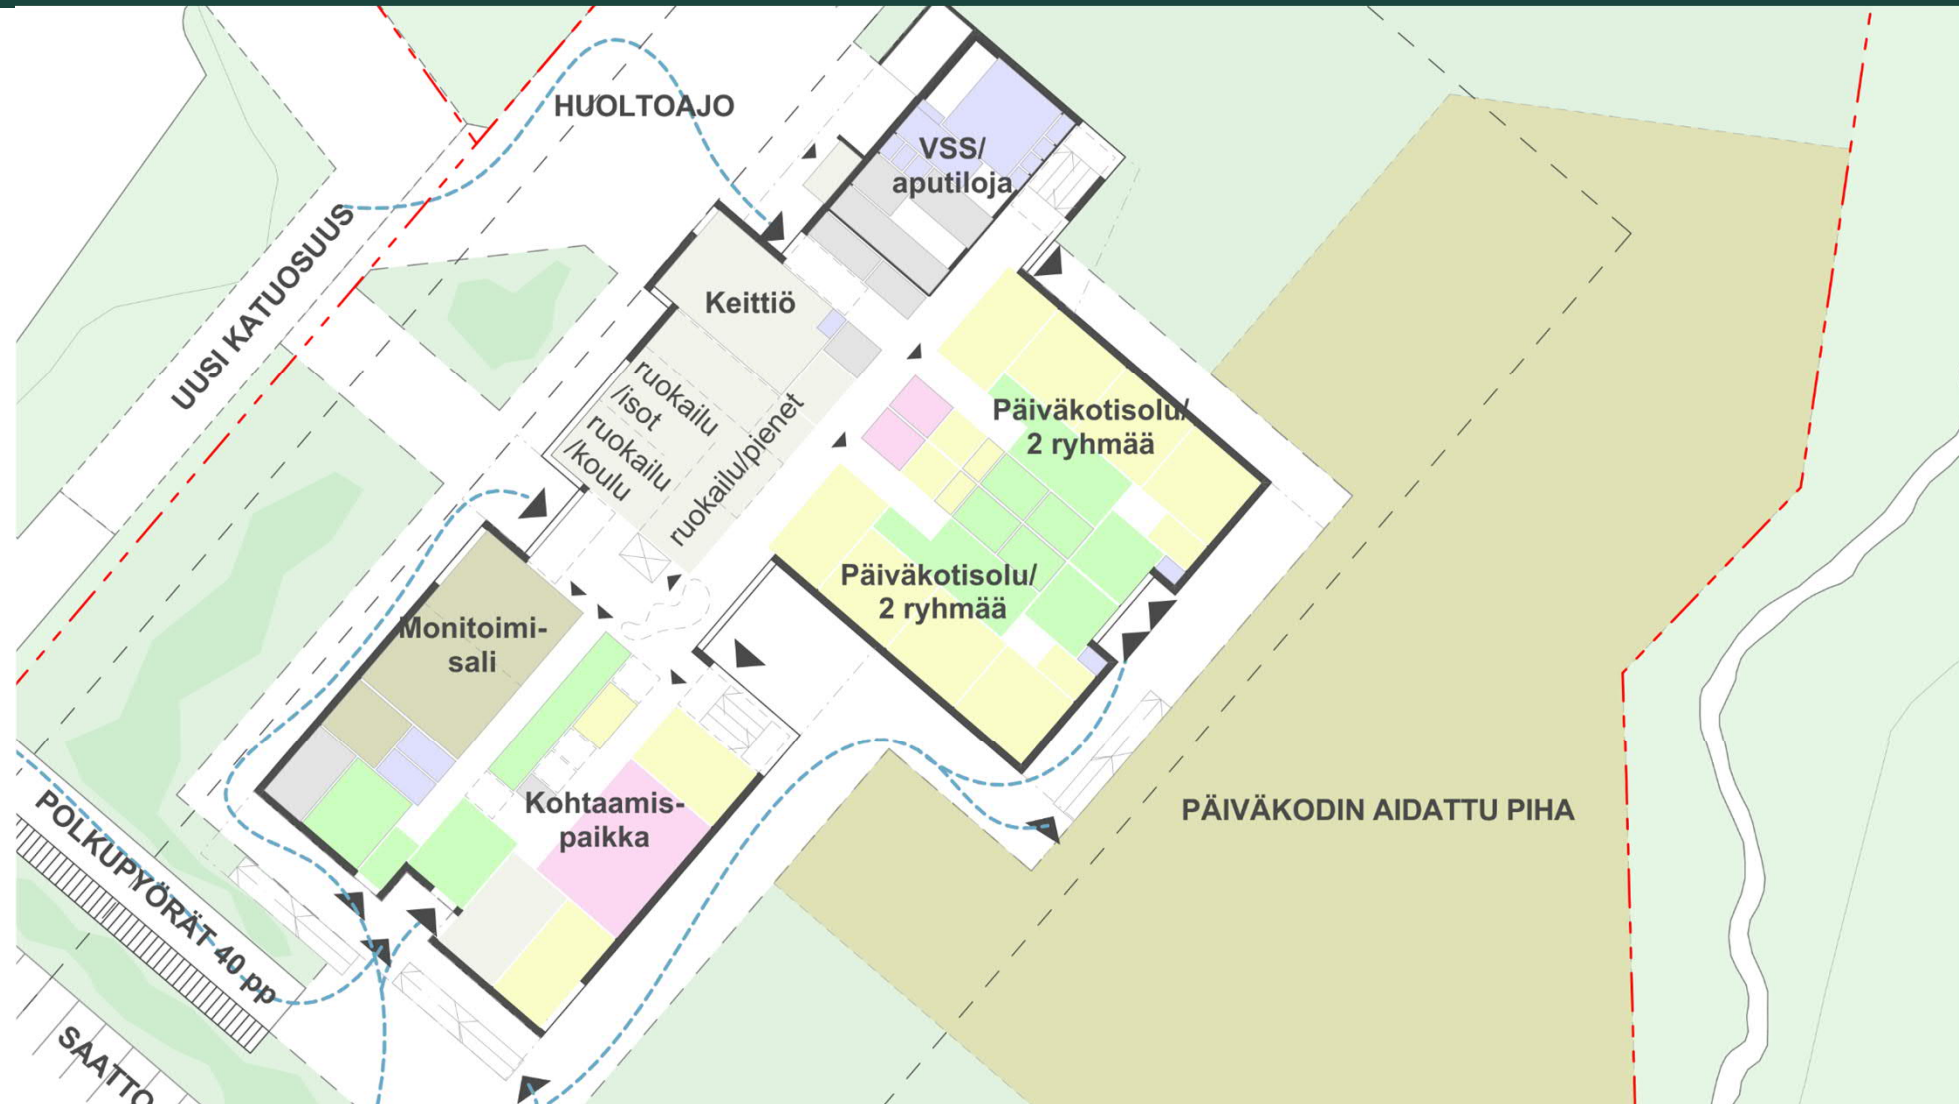 HUOLTOAJO
VSS/
aputiloja
UUSI KATUOSUUS
Keittiö
ruokailu
/isot
ruokailu
/koulu
ruokailu/pienet
Päiväkotisolu/
2 ryhmää
Päiväkotisolu/
2 ryhmää
Monitoimi-
sali
Kohtaamis-
paikka
PÄIVÄKODIN AIDATTU PIHA
POLKUPYÖRÄT 40 pp
SAATTO